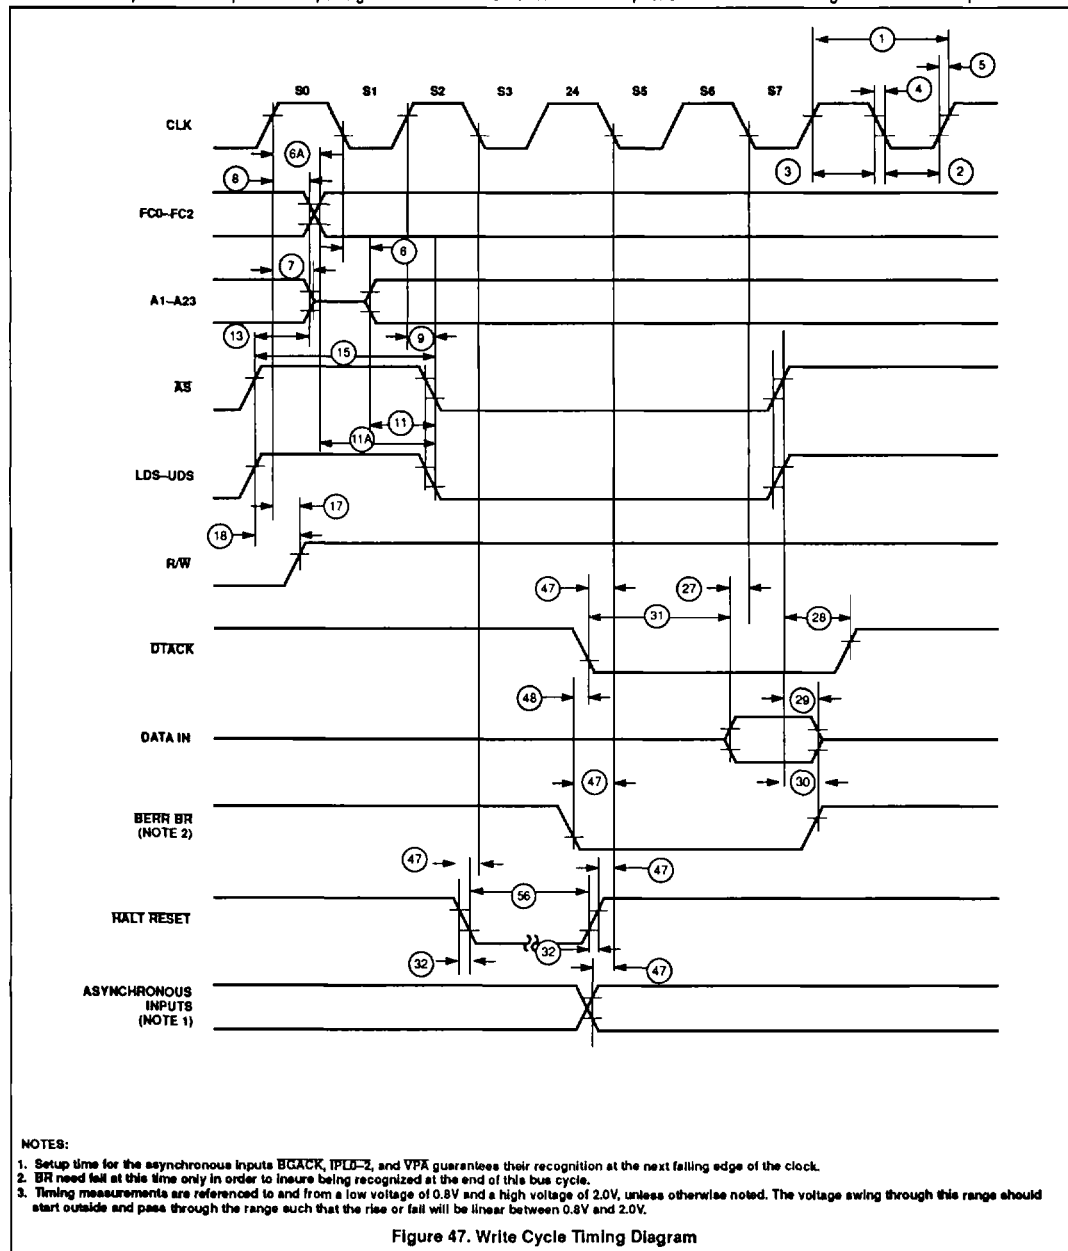 S0 S1 S2 S3 24 S5 S6 S7
1
5
4
CLK
6A
3 2
8
FC0–FC2
6
7
A1–A23
13 9
15
AS
11
11A
LDS–UDS
17
18
R/W
47 27
31 28
DTACK
48 29
DATA IN
47 30
BERR BR
(NOTE 2)
47 47
56
HALT RESET
32 32
47
ASYNCHRONOUS
INPUTS
(NOTE 1)
NOTES:
1. Setup time for the asynchronous inputs BGACK, IPL0–2, and VPA guarantees their recognition at the next falling edge of the clock.
2. BR need fall at this time only in order to insure being recognized at the end of this bus cycle.
3. Timing measurements are referenced to and from a low voltage of 0.8V and a high voltage of 2.0V, unless otherwise noted. The voltage swing through this range should
start outside and pass through the range such that the rise or fall will be linear between 0.8V and 2.0V.
Figure 47. Write Cycle Timing Diagram